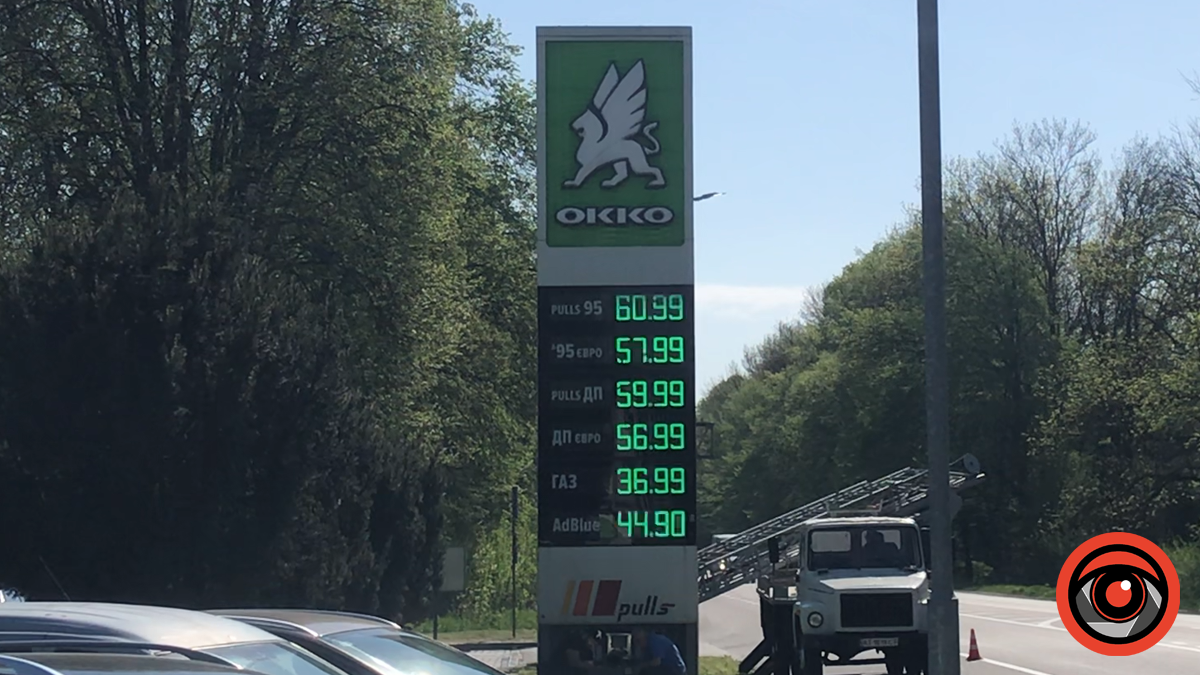 OKKO
PULLS 95 60.99
95 ЄВРО 57.99
PULLS ДП 59.99
ДП ЄВРО 56.99
ГАЗ 36.99
AdBlue 44.90
pulls